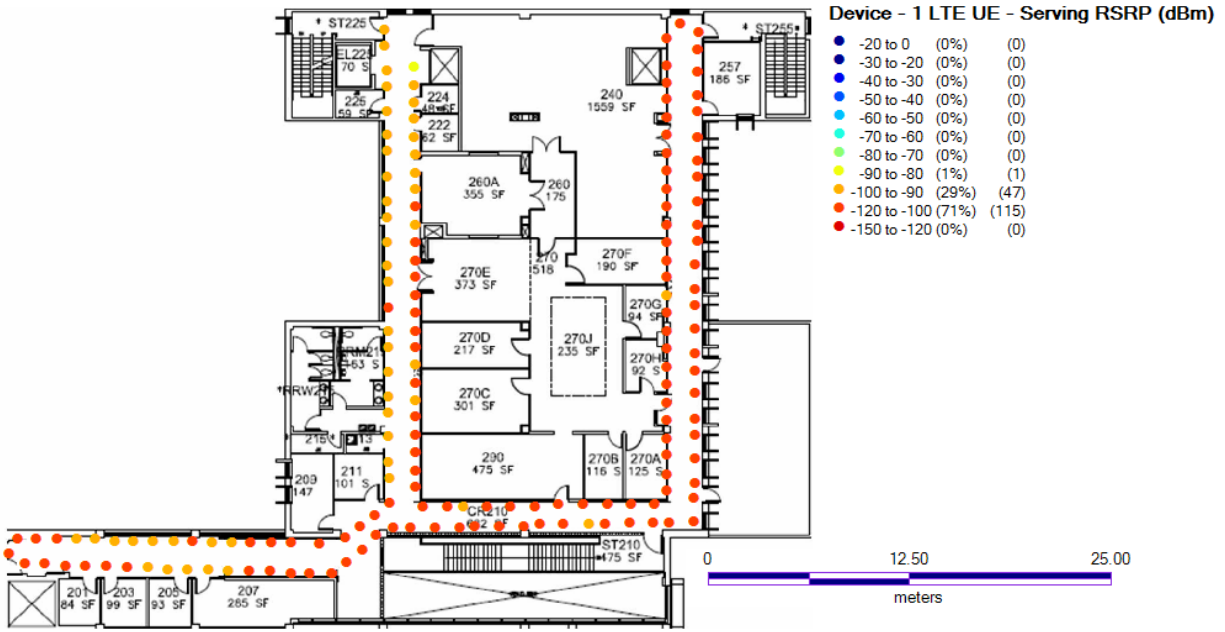 Device - 1 LTE UE - Serving RSRP (dBm)
-20 to 0 (0%) (0)
-30 to -20 (0%) (0)
-40 to -30 (0%) (0)
-50 to -40 (0%) (0)
-60 to -50 (0%) (0)
-70 to -60 (0%) (0)
-80 to -70 (0%) (0)
-90 to -80 (1%) (1)
-100 to -90 (29%) (47)
-120 to -100 (71%) (115)
-150 to -120 (0%) (0)
ST225
ST255
EL225
70 S
257
186 SF
225
59 SF
224
48 SF
240
1559 SF
222
62 SF
260A
355 SF
260
175
270E
373 SF
270
518
270F
190 SF
270G
94 SF
270D
217 SF
270J
235 SF
270H
92 S
270C
301 SF
215
13
290
475 SF
270B
116 S
270A
125 S
209
147
211
101 S
CR210
ST210
475 SF
201
84 SF
203
99 SF
205
93 SF
207
265 SF
0 12.50 25.00
meters